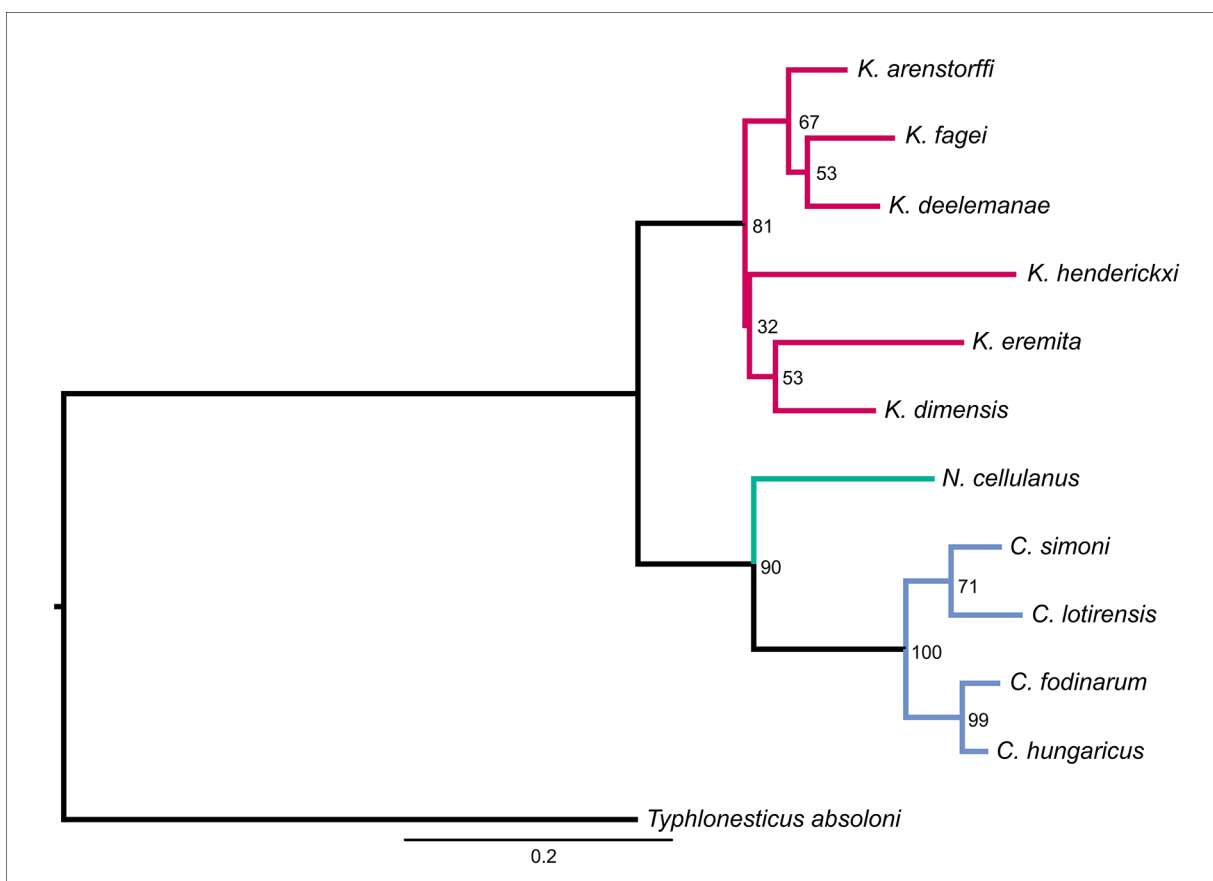 K. arenstorffi
67
K. fagei
53
K. deelemanae
81
K. henderickxi
32
K. eremita
53
K. dimensis
N. cellulanus
C. simoni
90
71
C. lotirensis
100
C. fodinarum
99
C. hungaricus
Typhlonesticus absoloni
0.2